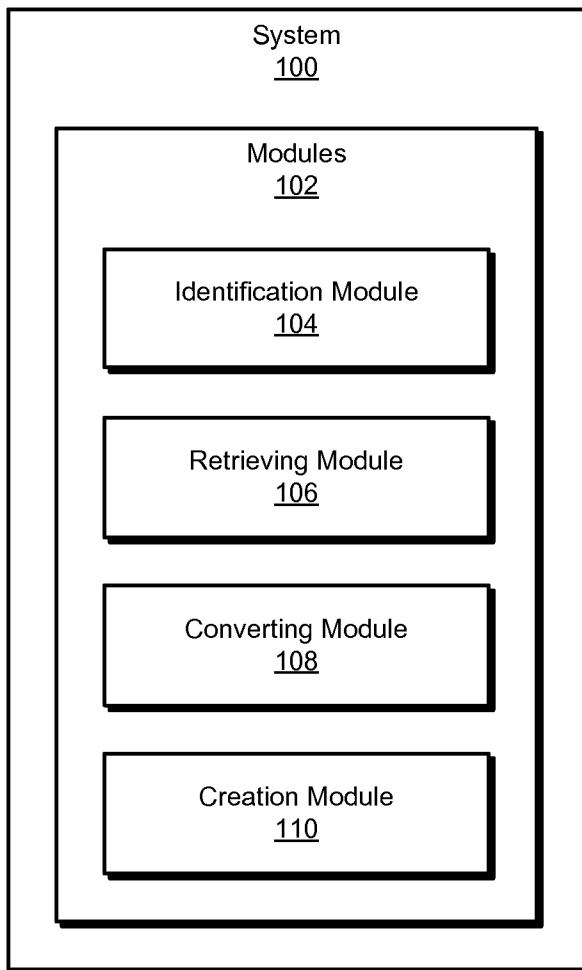 System
100
Modules
102
Identification Module
104
Retrieving Module
106
Converting Module
108
Creation Module
110